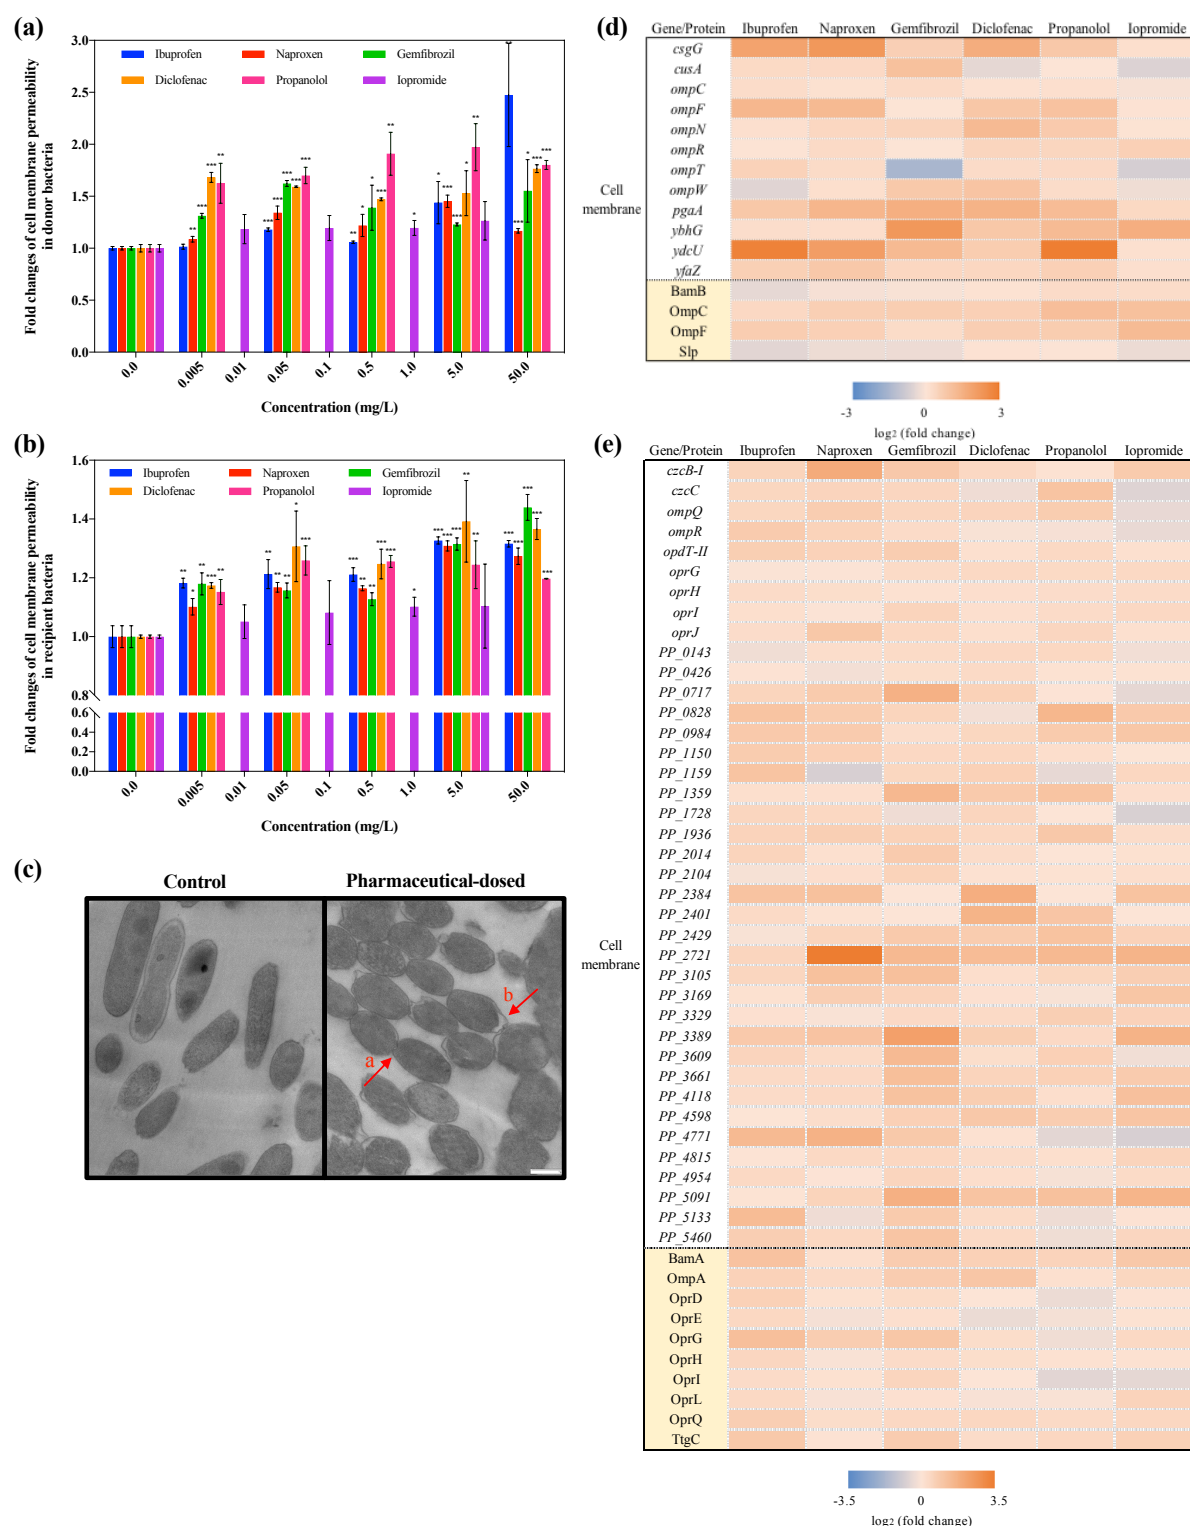 (a)
Fold changes of cell membrane permeability
in donor bacteria
3.0
2.5
2.0
1.5
1.0
0.5
0.0
Ibuprofen Naproxen Gemfibrozil
Diclofenac Propanolol Iopromide
** *** *** *** **
*** *** *** *** ***
*** * * *** **
* *** *** * **
*
*** * *** ***
0.0 0.005 0.01 0.05 0.1 0.5 1.0 5.0 50.0
Concentration (mg/L)
(b)
Fold changes of cell membrane permeability
in recipient bacteria
1.6
1.4
1.2
1.0
0.8
0.6
0.4
0.2
0.0
Ibuprofen Naproxen Gemfibrozil
Diclofenac Propanolol Iopromide
** * ** *** **
** ** ** * ***
*** ** ** *** ***
*
*** *** *** ** **
*** *** *** *** ***
0.0 0.005 0.01 0.05 0.1 0.5 1.0 5.0 50.0
Concentration (mg/L)
(c)
Control Pharmaceutical-dosed
a
b
(d)
Gene/Protein Ibuprofen Naproxen Gemfibrozil Diclofenac Propanolol Iopromide
Cell
membrane
csgG
cusA
ompC
ompF
ompN
ompR
ompT
ompW
pgaA
ybhG
ydcU
yfaZ
BamB
OmpC
OmpF
Slp
-3 0 3
log2 (fold change)
(e)
Gene/Protein Ibuprofen Naproxen Gemfibrozil Diclofenac Propanolol Iopromide
Cell
membrane
czcB-I
czcC
ompQ
ompR
opdT-II
oprG
oprH
oprI
oprJ
PP_0143
PP_0426
PP_0717
PP_0828
PP_0984
PP_1150
PP_1159
PP_1359
PP_1728
PP_1936
PP_2014
PP_2104
PP_2384
PP_2401
PP_2429
PP_2721
PP_3105
PP_3169
PP_3329
PP_3389
PP_3609
PP_3661
PP_4118
PP_4598
PP_4771
PP_4815
PP_4954
PP_5091
PP_5133
PP_5460
BamA
OmpA
OprD
OprE
OprG
OprH
OprI
OprL
OprQ
TtgC
-3.5 0 3.5
log2 (fold change)